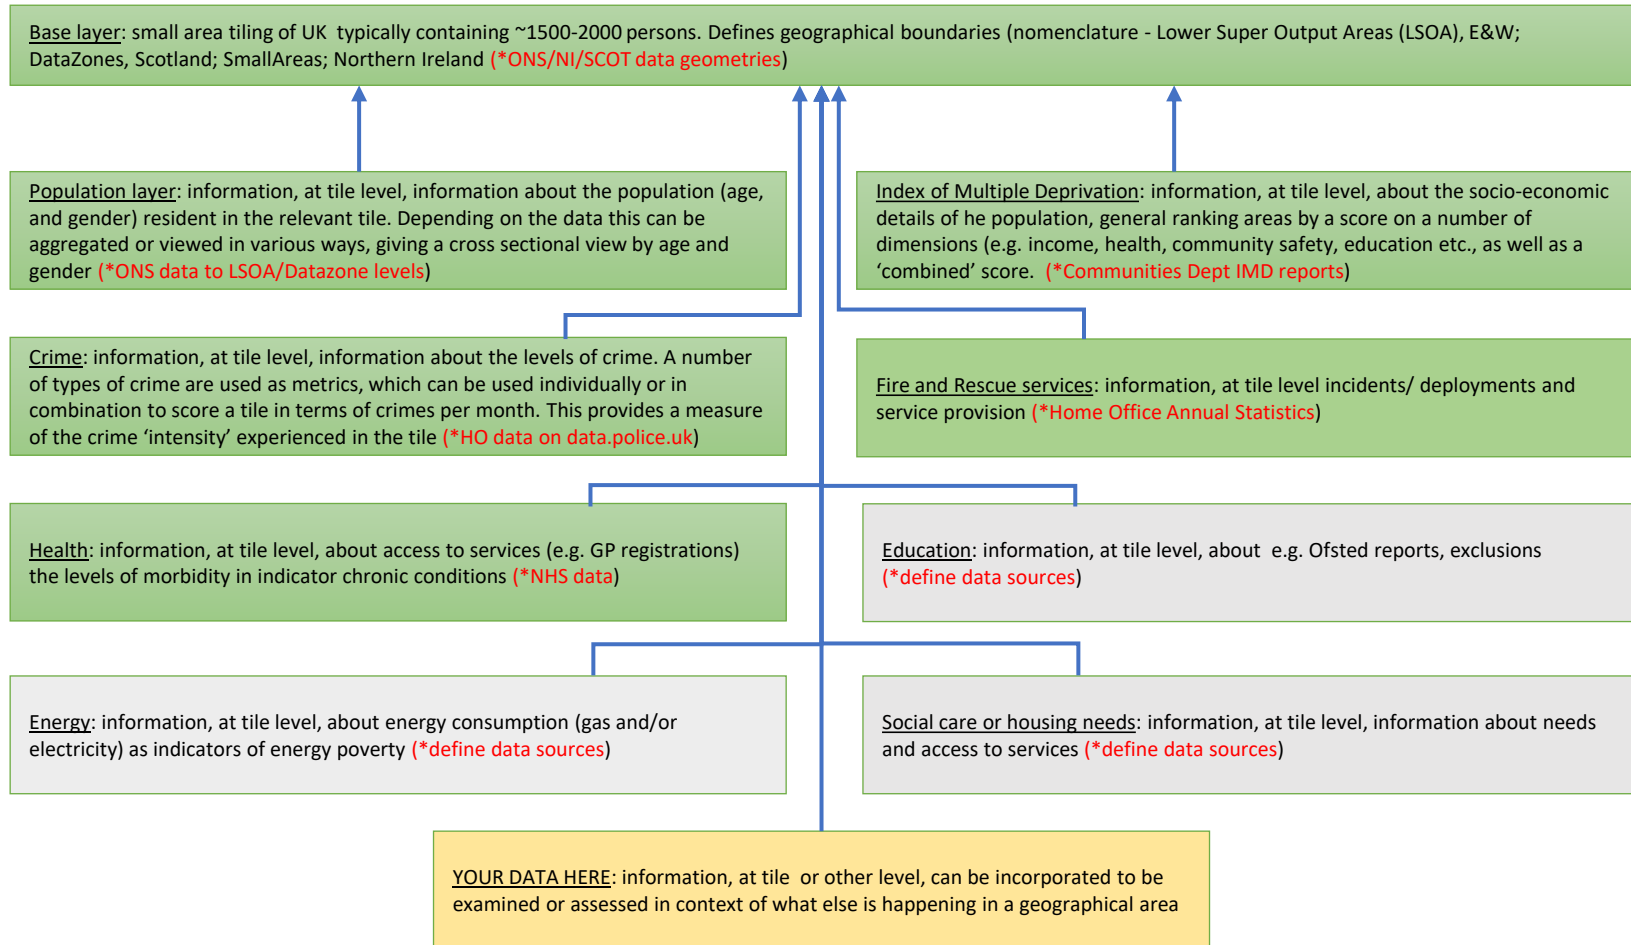 Base layer: small area tiling of UK typically containing ~1500-2000 persons. Defines geographical boundaries (nomenclature - Lower Super Output Areas (LSOA), E&W;
DataZones, Scotland; SmallAreas; Northern Ireland (*ONS/NI/SCOT data geometries)
Population layer: information, at tile level, information about the population (age,
and gender) resident in the relevant tile. Depending on the data this can be
aggregated or viewed in various ways, giving a cross sectional view by age and
gender (*ONS data to LSOA/Datazone levels)
Index of Multiple Deprivation: information, at tile level, about the socio-economic
details of he population, general ranking areas by a score on a number of
dimensions (e.g. income, health, community safety, education etc., as well as a
‘combined’ score. (*Communities Dept IMD reports)
Crime: information, at tile level, information about the levels of crime. A number
of types of crime are used as metrics, which can be used individually or in
combination to score a tile in terms of crimes per month. This provides a measure
of the crime ‘intensity’ experienced in the tile (*HO data on data.police.uk)
Fire and Rescue services: information, at tile level incidents/ deployments and
service provision (*Home Office Annual Statistics)
Health: information, at tile level, about access to services (e.g. GP registrations)
the levels of morbidity in indicator chronic conditions (*NHS data)
Education: information, at tile level, about e.g. Ofsted reports, exclusions
(*define data sources)
Energy: information, at tile level, about energy consumption (gas and/or
electricity) as indicators of energy poverty (*define data sources)
Social care or housing needs: information, at tile level, information about needs
and access to services (*define data sources)
YOUR DATA HERE: information, at tile or other level, can be incorporated to be
examined or assessed in context of what else is happening in a geographical area